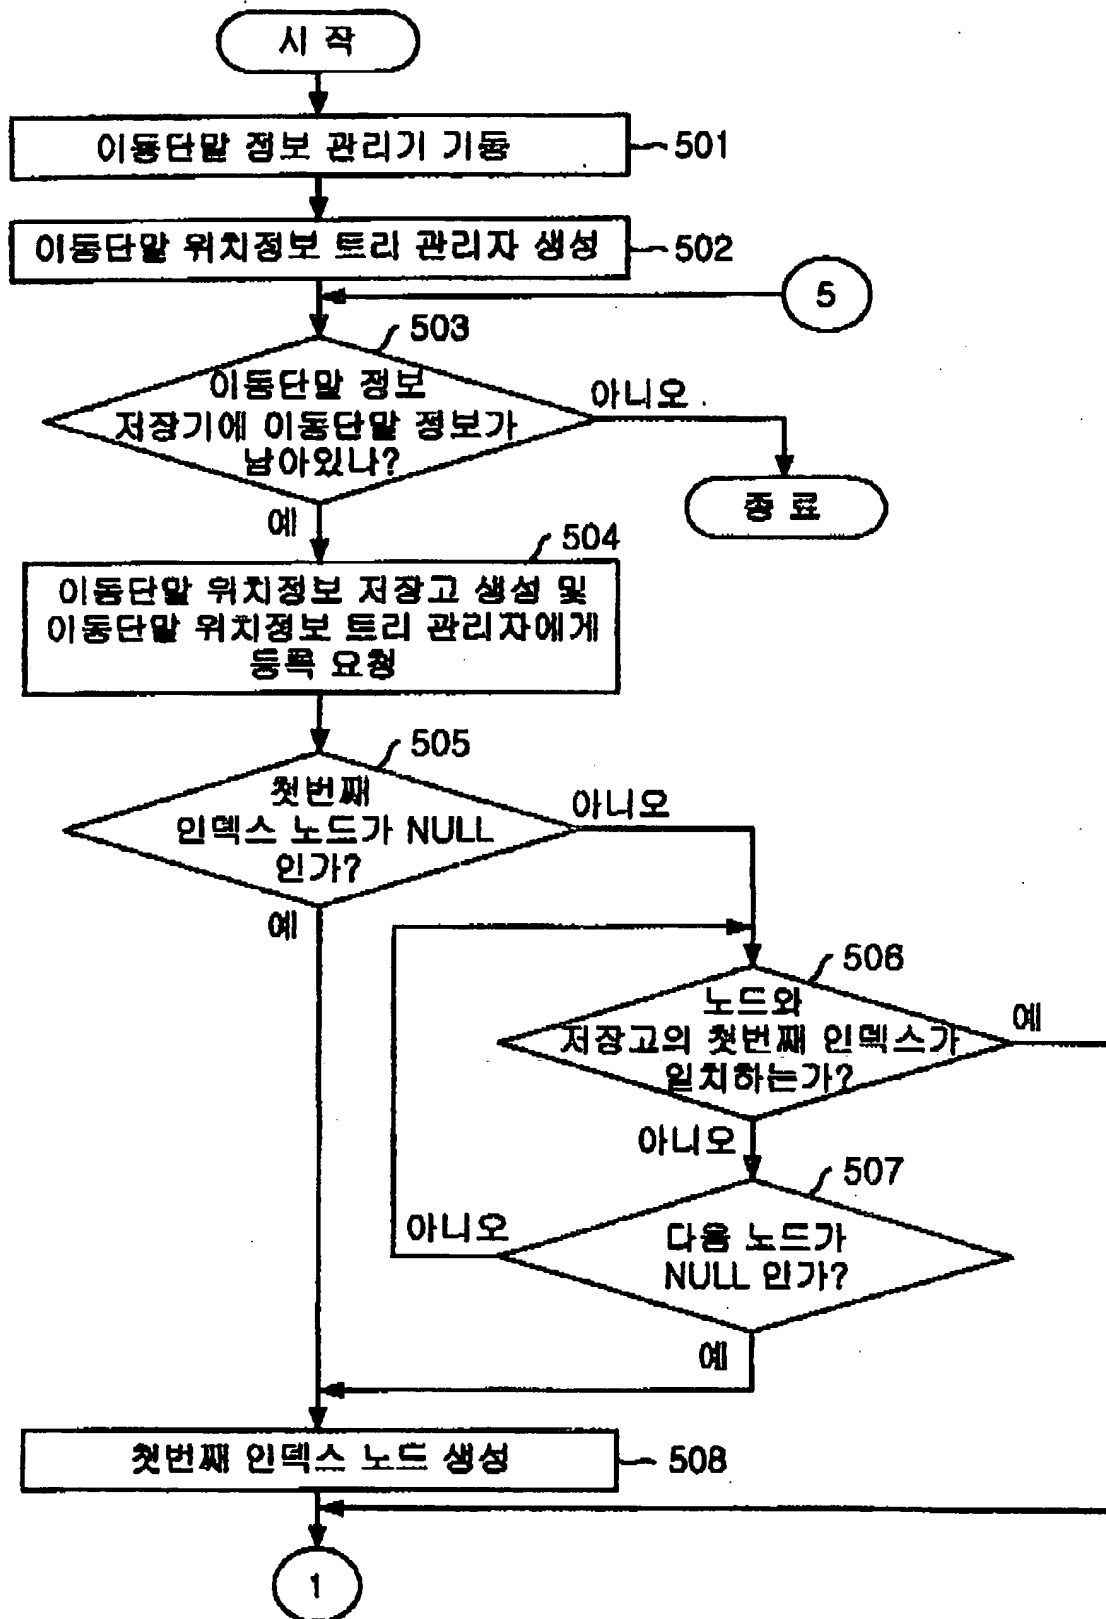 시 작
이동단말 정보 관리기 기동
501
이동단말 위치정보 트리 관리자 생성
502
5
503
이동단말 정보
저장기에 이동단말 정보가
남아있나?
아니오
종 료
예
504
이동단말 위치정보 저장고 생성 및
이동단말 위치정보 트리 관리자에게
등록 요청
505
첫번째
인덱스 노드가 NULL
인가?
아니오
예
506
노드와
저장고의 첫번째 인덱스가
일치하는가?
예
아니오
507
다음 노드가
NULL 인가?
아니오
예
첫번째 인덱스 노드 생성
508
1